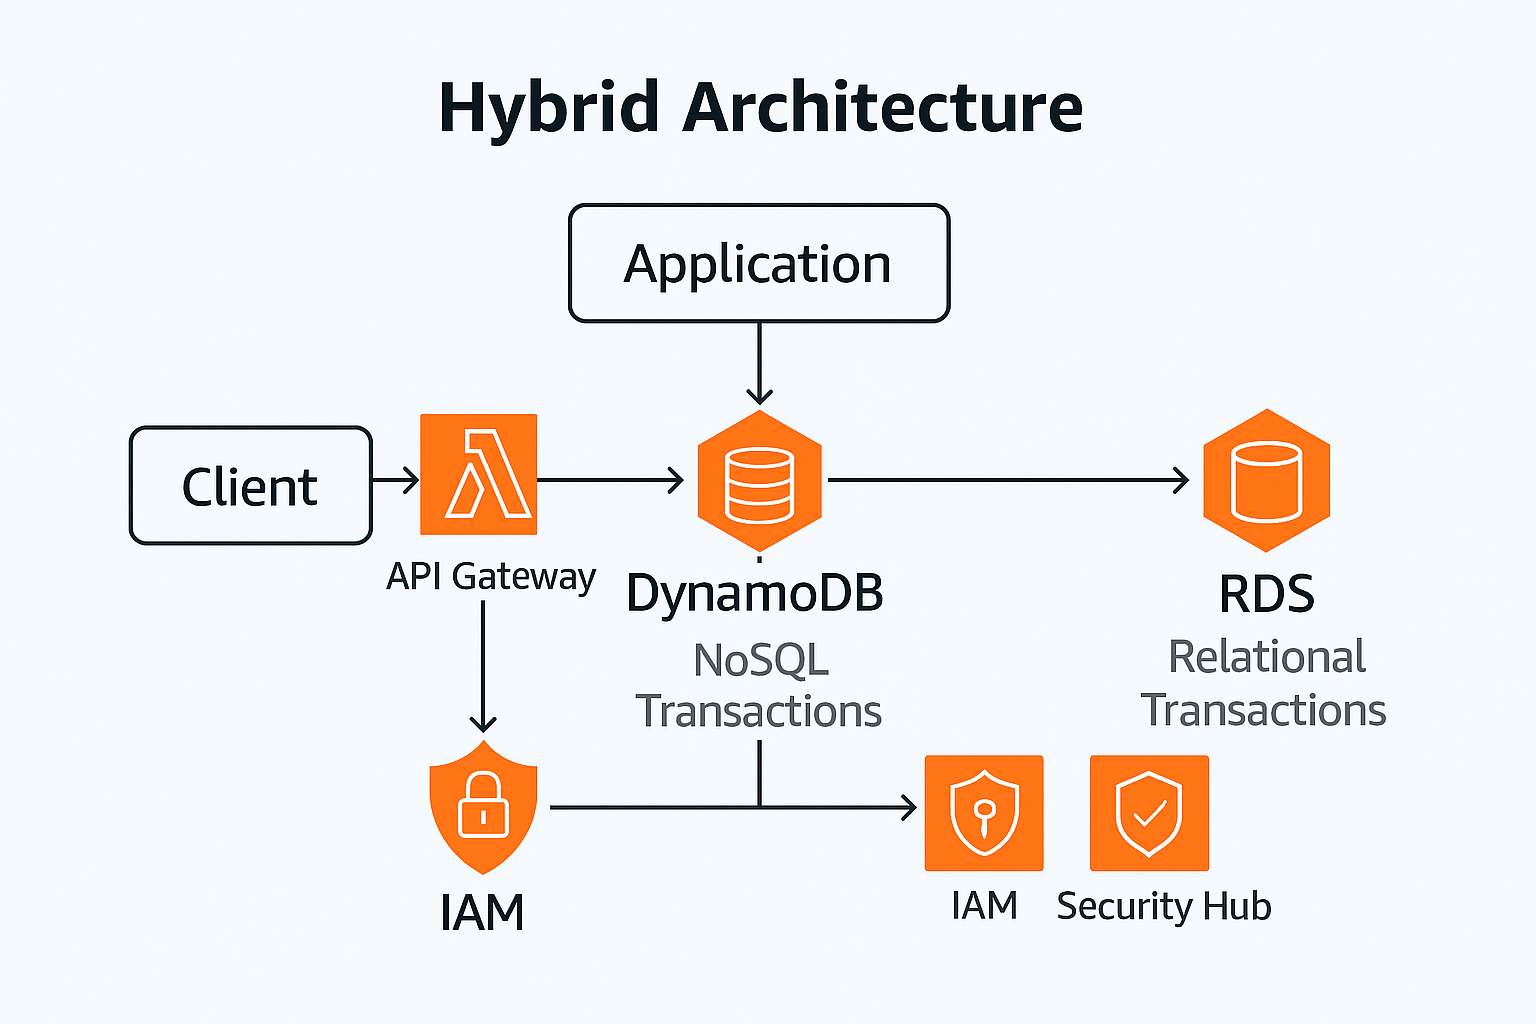 Hybrid Architecture
Application
Client
API Gateway
DynamoDB
NoSQL
Transactions
RDS
Relational
Transactions
IAM
IAM
Security Hub